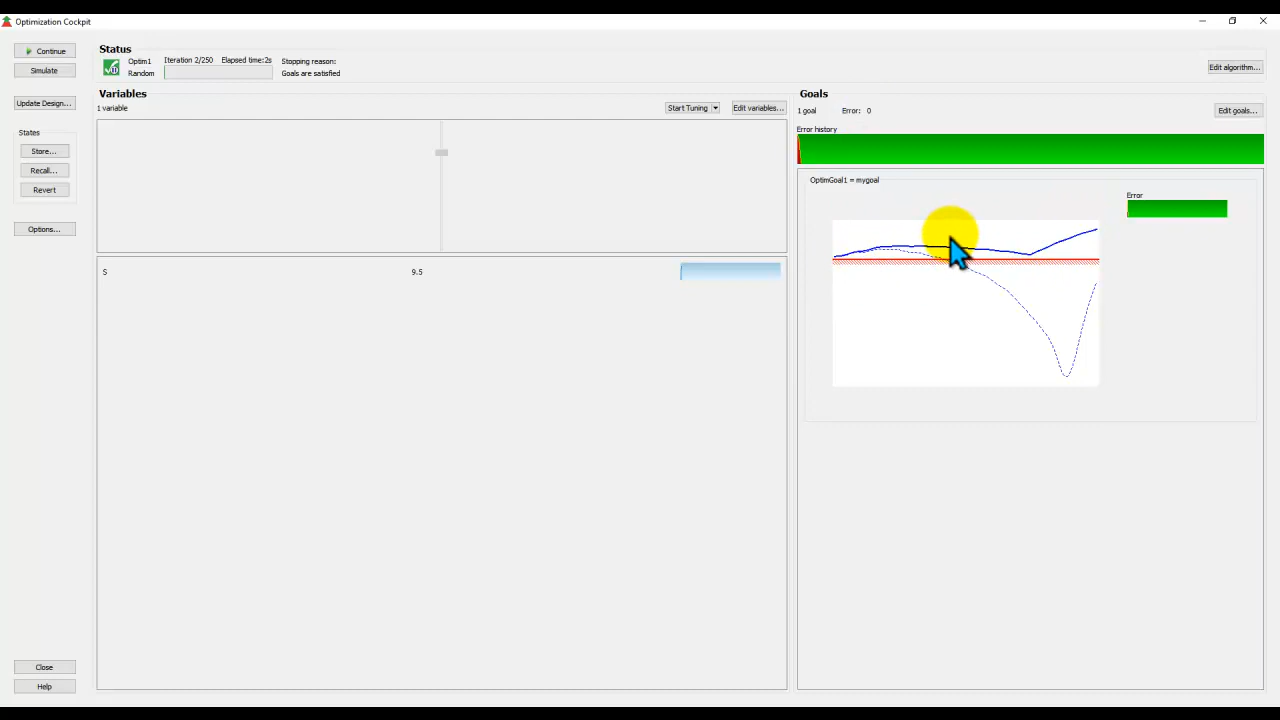 Optimization Cockpit
Continue
Simulate
Update Design...
States
Store...
Recall...
Revert
Options...
Close
Help
Status
Optim1 Iteration 2/250 Elapsed time:2s Stopping reason:
Random Goals are satisfied
Edit algorithm...
Variables
1 variable Start Tuning Edit variables...
S 9.5
Goals
1 goal Error: 0 Edit goals...
Error history
OptimGoal1 = mygoal
Error